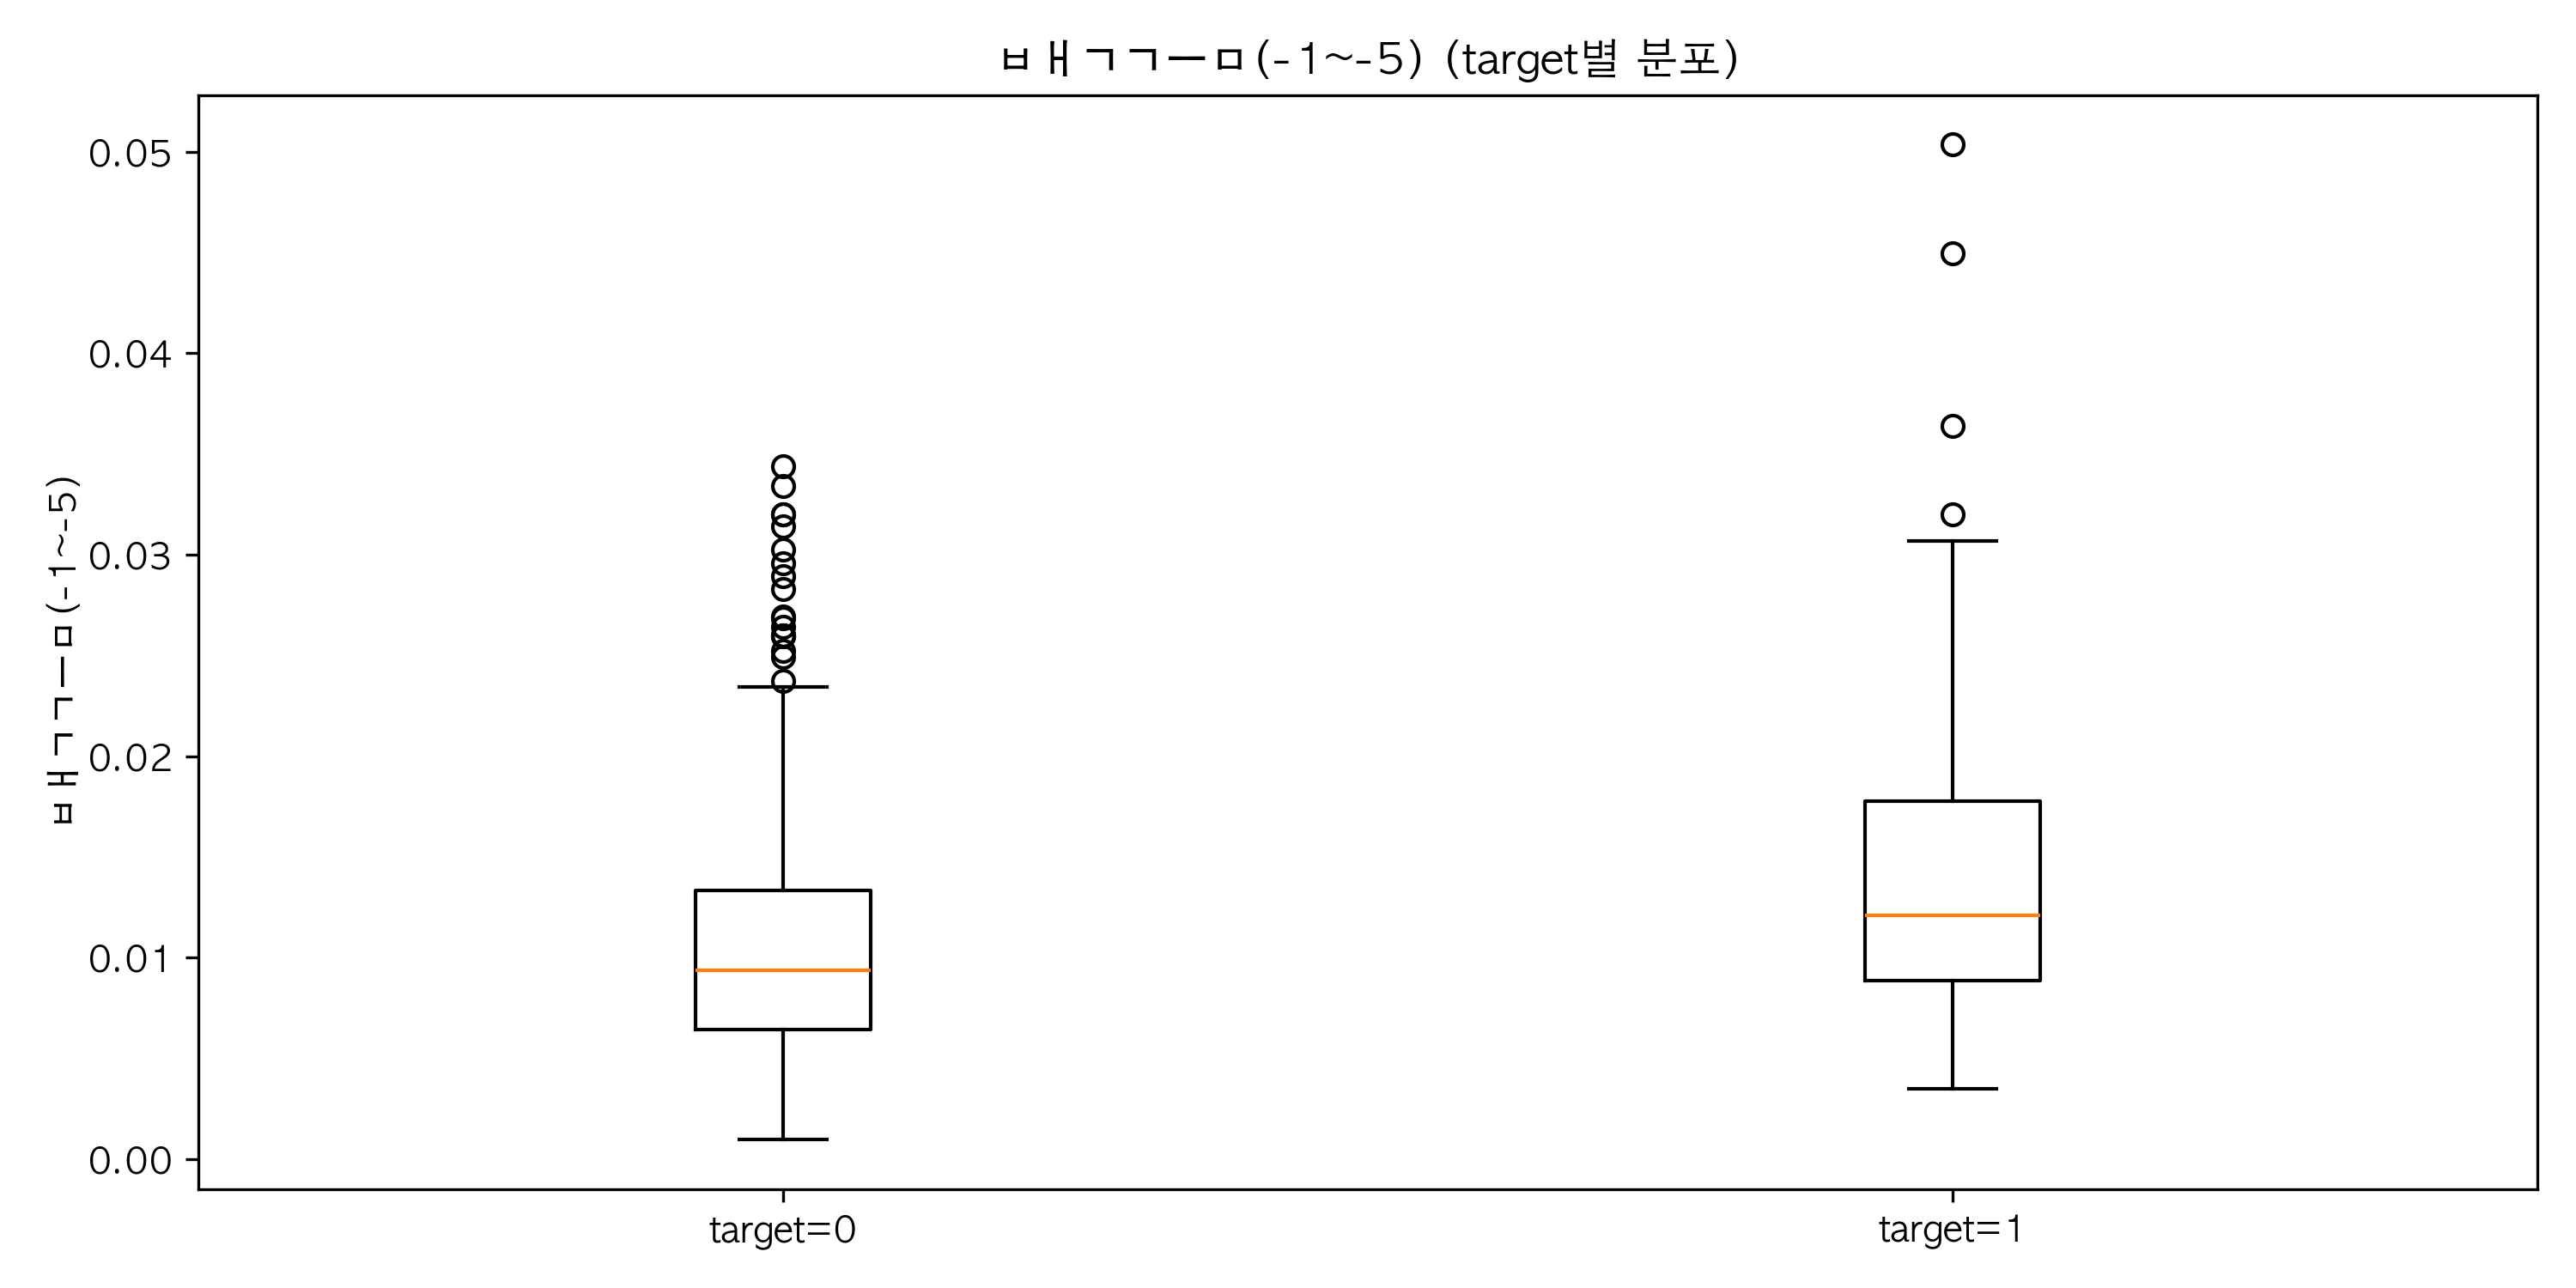 ㅂㅐㄱㄱㅡㅁ(-1~-5) (target별 분포)
ㅂㅐㄱㄱㅡㅁ(-1~-5)
0.05
0.04
0.03
0.02
0.01
0.00
target=0
target=1